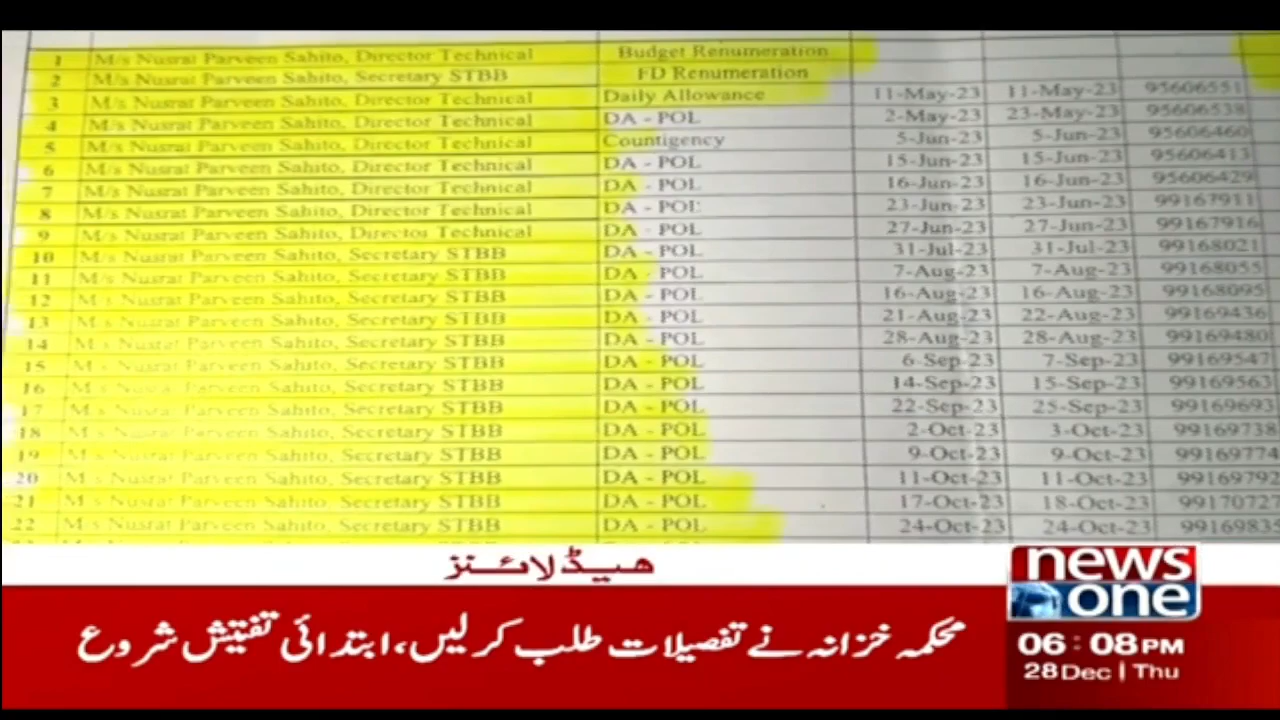 1 M/s Nusrat Parveen Sahito, Director Technical Budget Renumeration
2 M/s Nusrat Parveen Sahito, Secretary STBB FD Renumeration
3 M/s Nusrat Parveen Sahito, Director Technical Daily Allowance 11-May-23 11-May-23 95606551
4 M/s Nusrat Parveen Sahito, Director Technical DA - POL 2-May-23 23-May-23 95606538
5 M/s Nusrat Parveen Sahito, Director Technical Countigency 5-Jun-23 5-Jun-23 95606460
6 M/s Nusrat Parveen Sahito, Director Technical DA - POL 15-Jun-23 15-Jun-23 95606413
7 M/s Nusrat Parveen Sahito, Director Technical DA - POL 16-Jun-23 16-Jun-23 95606429
8 M/s Nusrat Parveen Sahito, Director Technical DA - POL 23-Jun-23 23-Jun-23 99167911
9 M/s Nusrat Parveen Sahito, Director Technical DA - POL 27-Jun-23 27-Jun-23 99167916
10 M/s Nusrat Parveen Sahito, Secretary STBB DA - POL 31-Jul-23 31-Jul-23 99168021
11 M/s Nusrat Parveen Sahito, Secretary STBB DA - POL 7-Aug-23 7-Aug-23 99168055
12 M/s Nusrat Parveen Sahito, Secretary STBB DA - POL 16-Aug-23 16-Aug-23 99168095
13 M/s Nusrat Parveen Sahito, Secretary STBB DA - POL 21-Aug-23 22-Aug-23 99169436
14 M/s Nusrat Parveen Sahito, Secretary STBB DA - POL 28-Aug-23 28-Aug-23 99169480
15 M/s Nusrat Parveen Sahito, Secretary STBB DA - POL 6-Sep-23 7-Sep-23 99169547
16 M/s Nusrat Parveen Sahito, Secretary STBB DA - POL 14-Sep-23 15-Sep-23 99169563
17 M/s Nusrat Parveen Sahito, Secretary STBB DA - POL 22-Sep-23 25-Sep-23 99169693
18 M/s Nusrat Parveen Sahito, Secretary STBB DA - POL 2-Oct-23 3-Oct-23 99169738
19 M/s Nusrat Parveen Sahito, Secretary STBB DA - POL 9-Oct-23 9-Oct-23 99169774
20 M/s Nusrat Parveen Sahito, Secretary STBB DA - POL 11-Oct-23 11-Oct-23 99169792
21 M/s Nusrat Parveen Sahito, Secretary STBB DA - POL 17-Oct-23 18-Oct-23 99170727
22 M/s Nusrat Parveen Sahito, Secretary STBB DA - POL 24-Oct-23 24-Oct-23 9916983
ہیڈلائنز
محکمہ خزانہ نے تفصیلات طلب کرلیں، ابتدائی تفتیش شروع
news one
06:08PM
28Dec | Thu